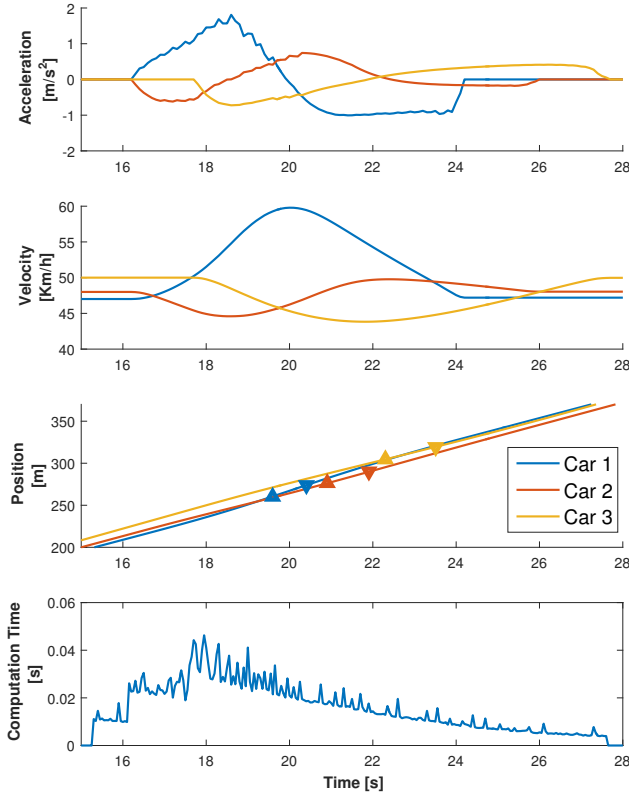 2
1
0
-1
-2
Acceleration
[m/s²]
16 18 20 22 24 26 28
60
55
50
45
40
Velocity
[Km/h]
16 18 20 22 24 26 28
350
300
250
200
Position
[m]
Car 1
Car 2
Car 3
16 18 20 22 24 26 28
0.06
0.04
0.02
0
Computation Time
[s]
16 18 20 22 24 26 28
Time [s]